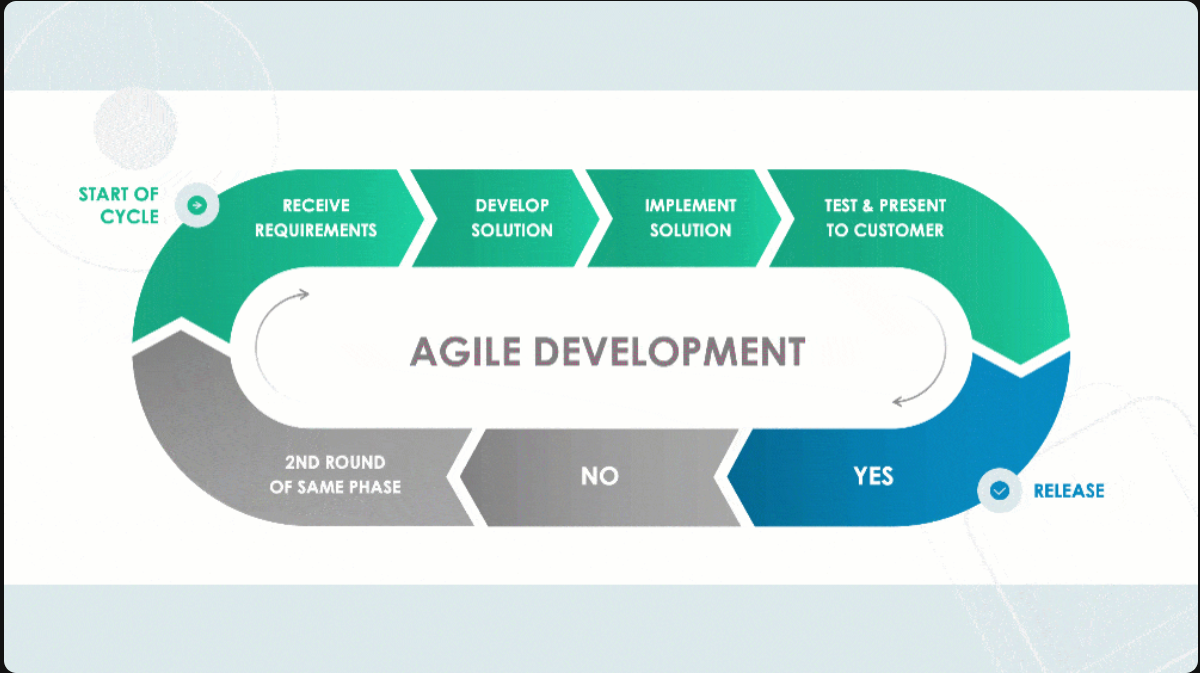 START OF
CYCLE
RECEIVE
REQUIREMENTS
DEVELOP
SOLUTION
IMPLEMENT
SOLUTION
TEST & PRESENT
TO CUSTOMER
AGILE DEVELOPMENT
2ND ROUND
OF SAME PHASE
NO
YES
RELEASE